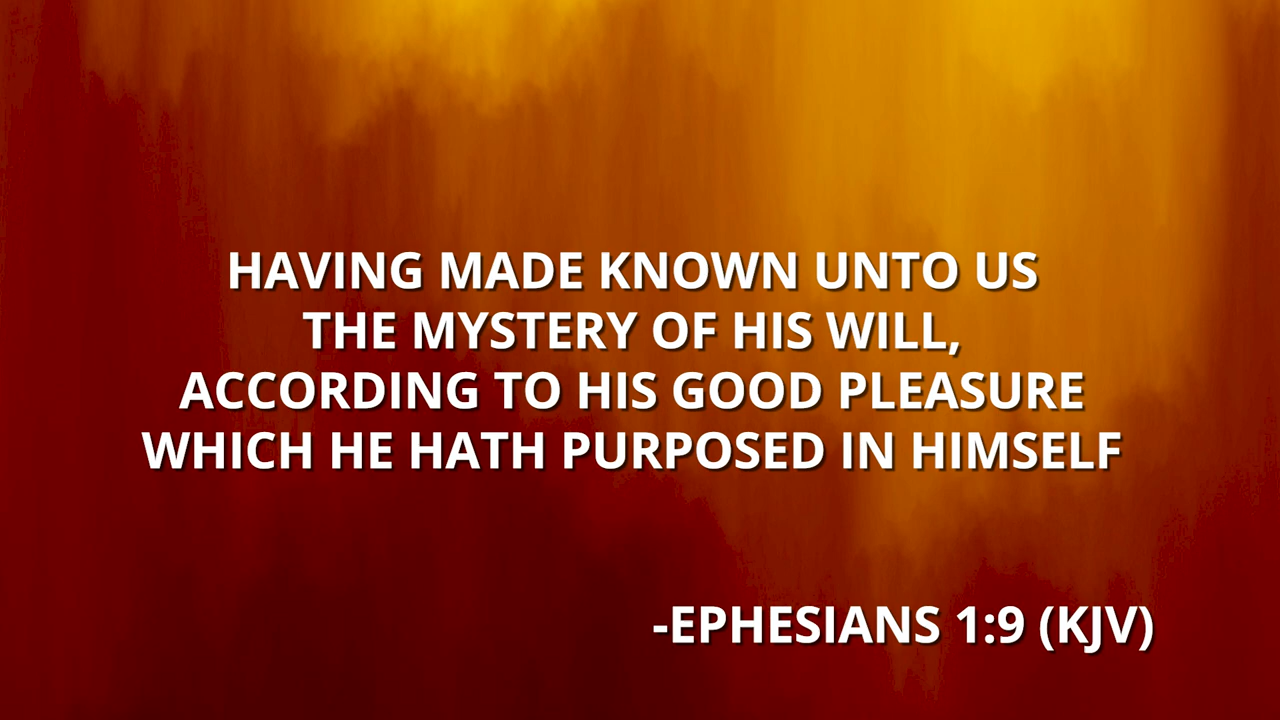 HAVING MADE KNOWN UNTO US
THE MYSTERY OF HIS WILL,
ACCORDING TO HIS GOOD PLEASURE
WHICH HE HATH PURPOSED IN HIMSELF
-EPHESIANS 1:9 (KJV)